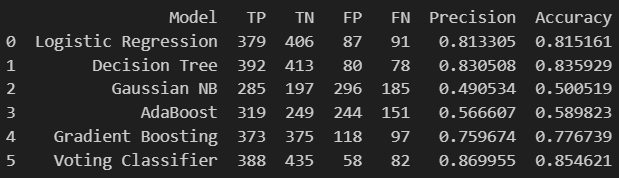 Model TP TN FP FN Precision Accuracy
0 Logistic Regression 379 406 87 91 0.813305 0.815161
1 Decision Tree 392 413 80 78 0.830508 0.835929
2 Gaussian NB 285 197 296 185 0.490534 0.500519
3 AdaBoost 319 249 244 151 0.566607 0.589823
4 Gradient Boosting 373 375 118 97 0.759674 0.776739
5 Voting Classifier 388 435 58 82 0.869955 0.854621